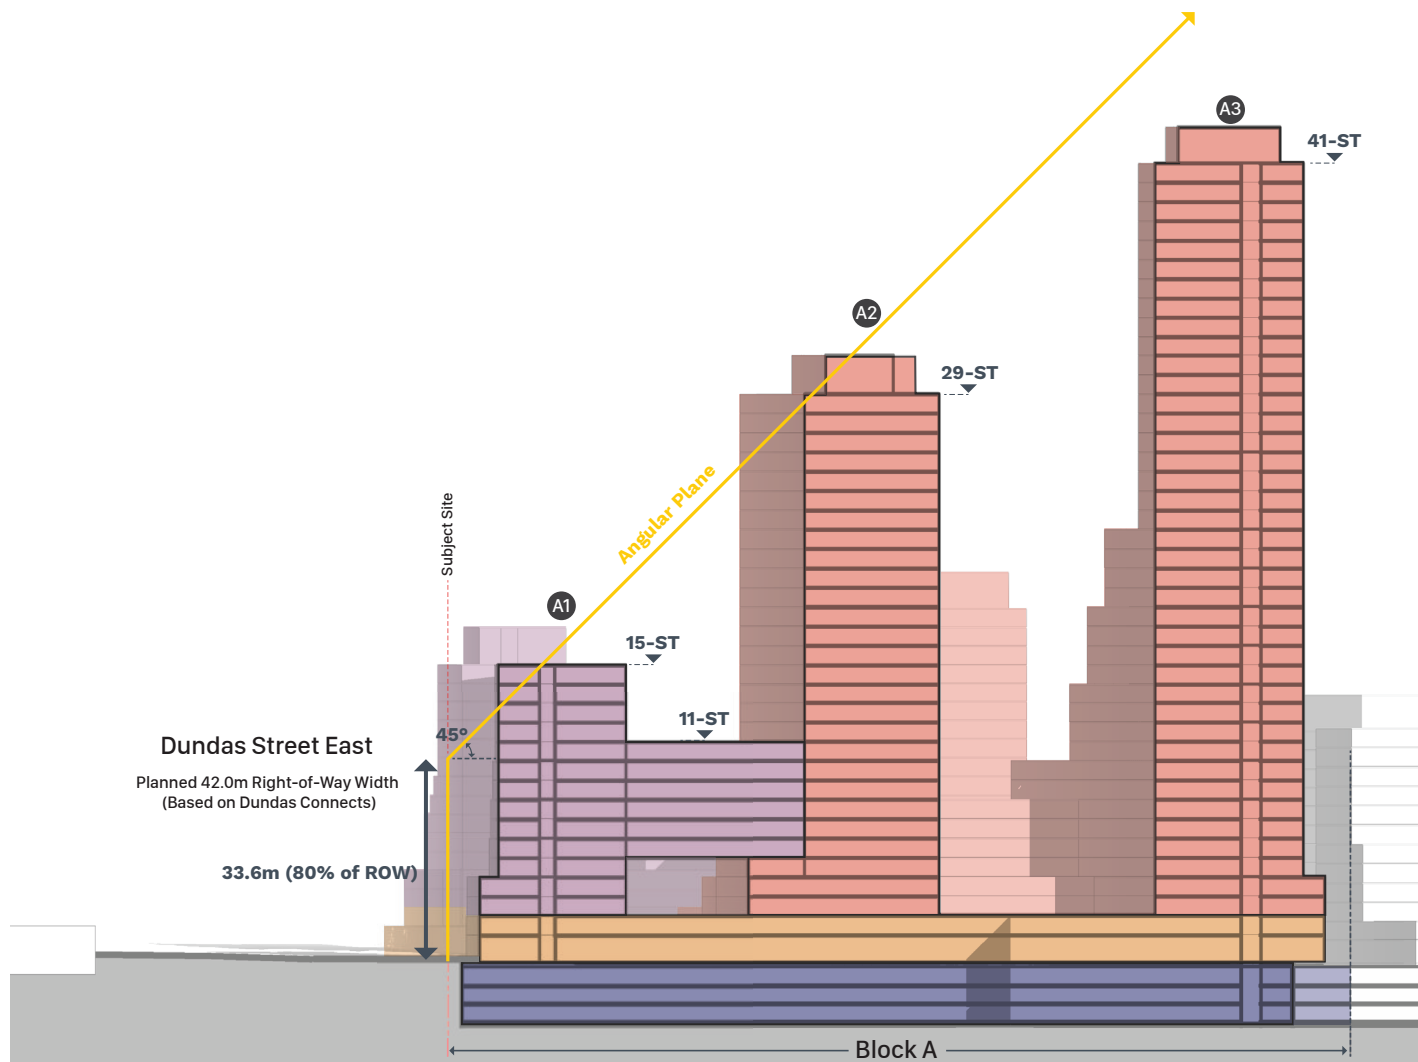 A3
41-ST
A2
29-ST
Angular Plane
Subject Site
A1
15-ST
11-ST
45°
Dundas Street East
Planned 42.0m Right-of-Way Width
(Based on Dundas Connects)
33.6m (80% of ROW)
Block A